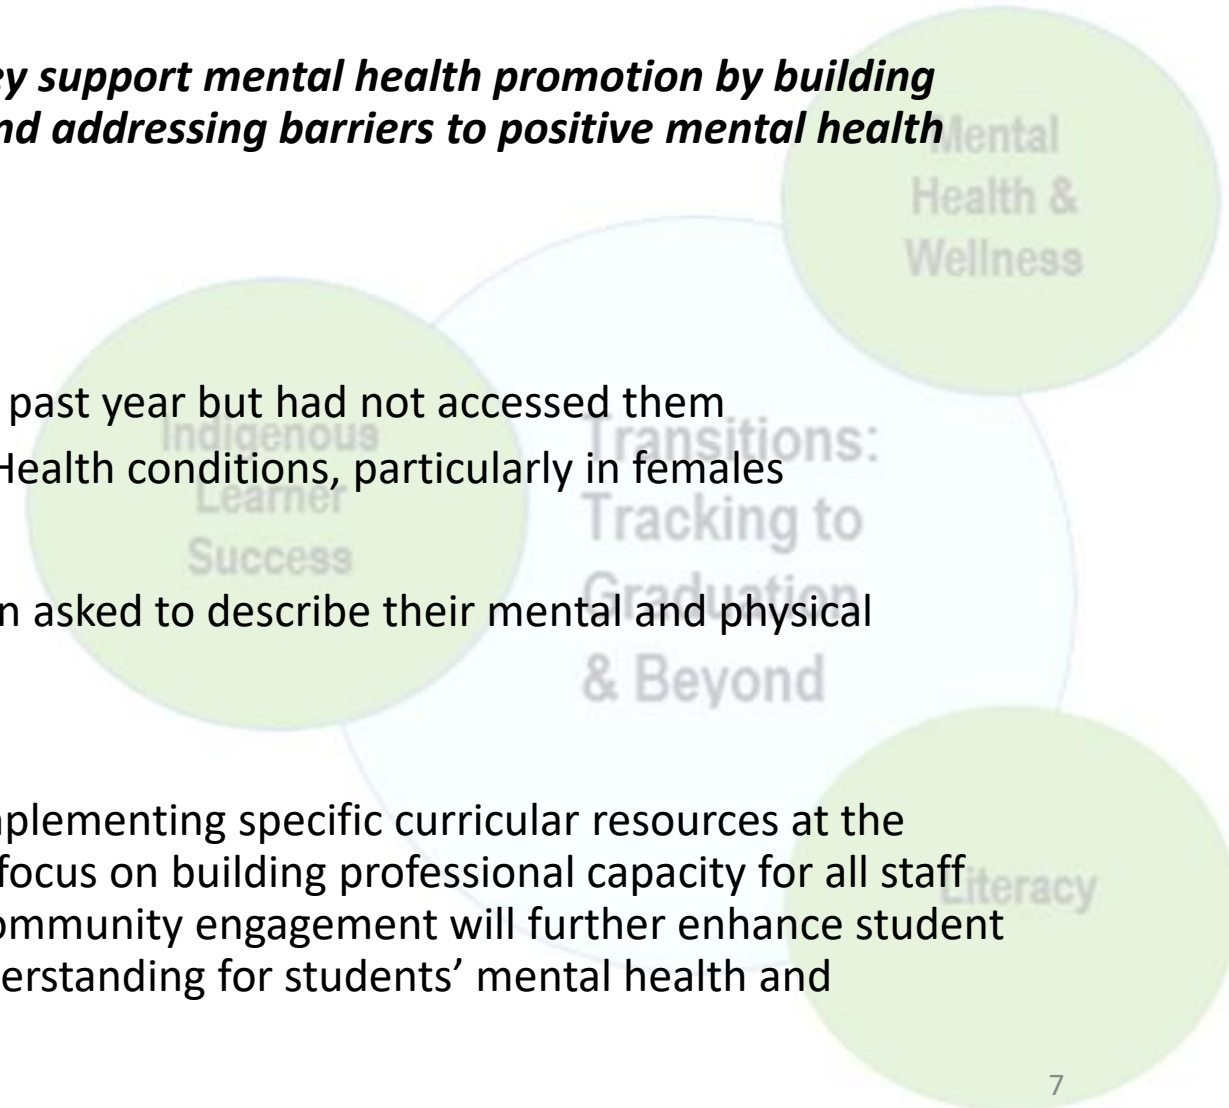 ey support mental health promotion by building
nd addressing barriers to positive mental health
Mental
Health &
Wellness
past year but had not accessed them
Health conditions, particularly in females
Indigenous
Learner
Success
Transitions:
Tracking to
Graduation
& Beyond
n asked to describe their mental and physical
nplementing specific curricular resources at the
focus on building professional capacity for all staff
ommunity engagement will further enhance student
derstanding for students’ mental health and
Literacy
7